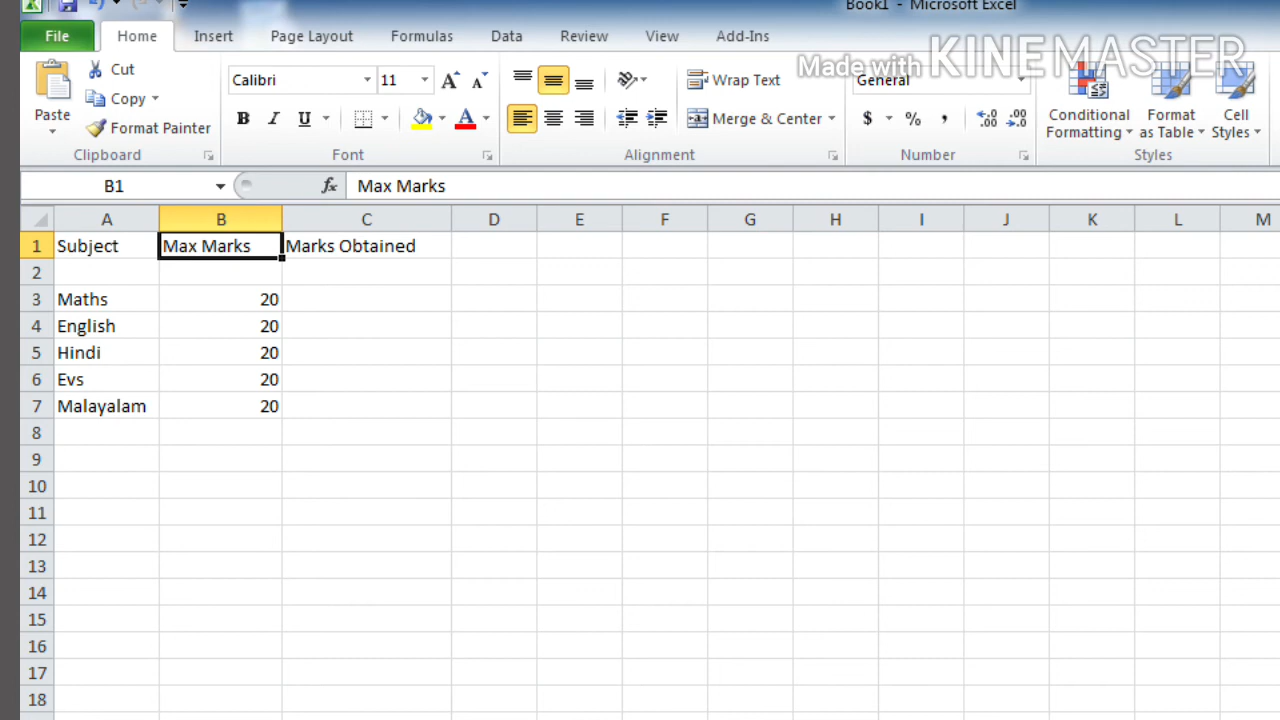 Book1 - Microsoft Excel
File Home Insert Page Layout Formulas Data Review View Add-Ins
Made with KINEMASTER
Paste
Cut
Copy
Format Painter
Clipboard
Calibri 11
B I U A
Font
Wrap Text
Merge & Center
Alignment
General
$ % , .00
Number
Conditional Formatting
Format as Table
Cell Styles
Styles
B1 fx Max Marks
A B C D E F G H I J K L M
1 Subject Max Marks Marks Obtained
2
3 Maths 20
4 English 20
5 Hindi 20
6 Evs 20
7 Malayalam 20
8
9
10
11
12
13
14
15
16
17
18